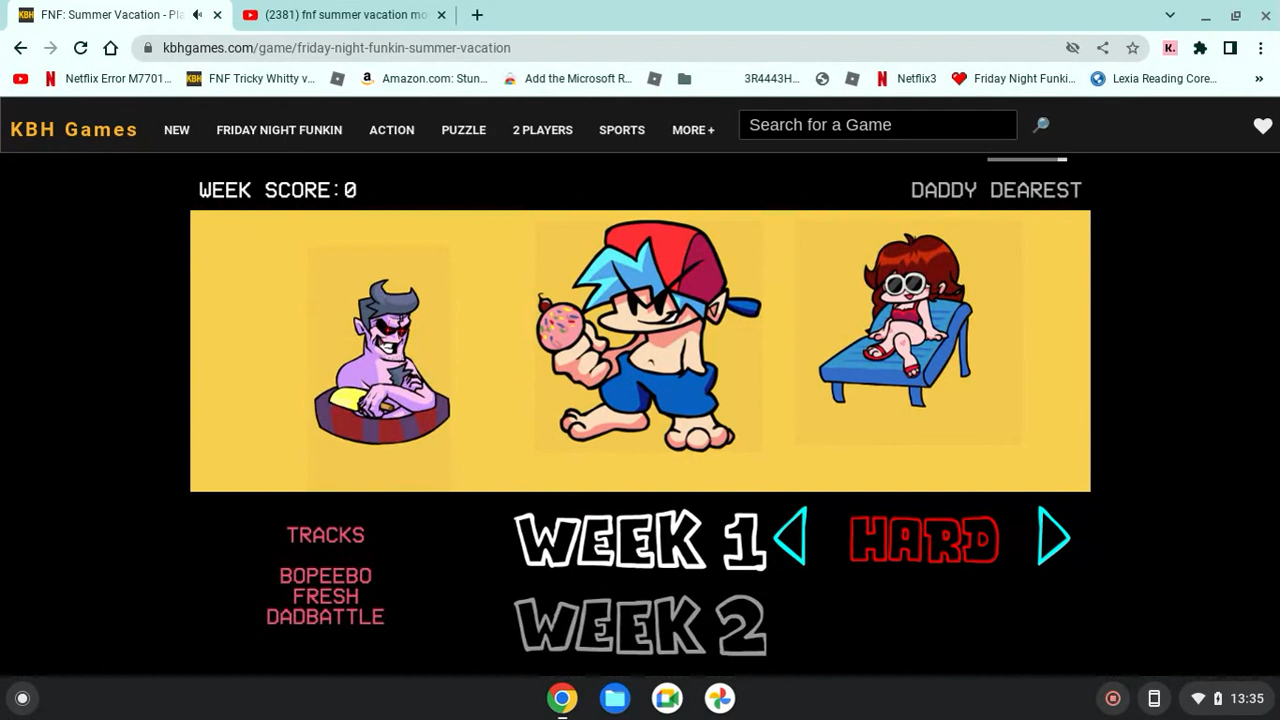 FNF: Summer Vacation - Pla
(2381) fnf summer vacation mo
kbhgames.com/game/friday-night-funkin-summer-vacation
Netflix Error M7701...
FNF Tricky Whitty v...
Amazon.com: Stun...
Add the Microsoft R...
3R4443H...
Netflix3
Friday Night Funki...
Lexia Reading Core...
»
KBH Games
NEW
FRIDAY NIGHT FUNKIN
ACTION
PUZZLE
2 PLAYERS
SPORTS
MORE +
Search for a Game
WEEK SCORE:0
DADDY DEAREST
TRACKS
BOPEEBO
FRESH
DADBATTLE
WEEK 1
HARD
WEEK 2
13:35